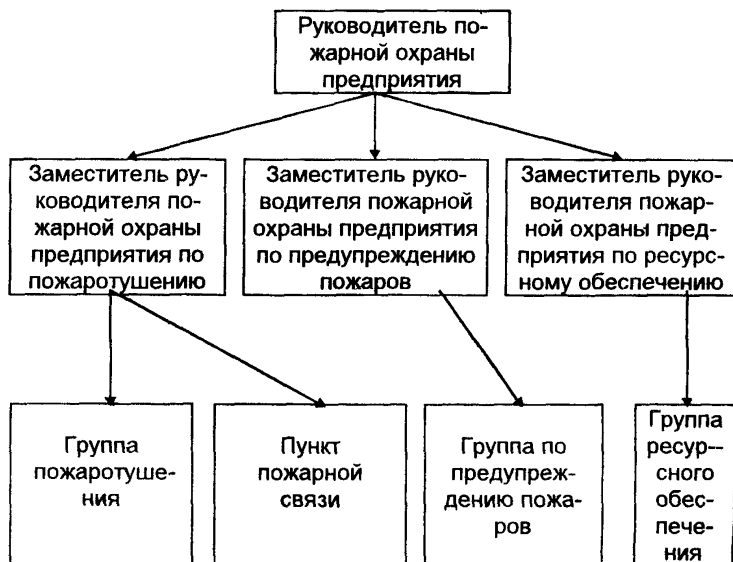 Руководитель по-
жарной охраны
предприятия
Заместитель ру-
ководителя по-
жарной охраны
предприятия по
пожаротушению
Заместитель руко-
водителя пожарной
охраны предприятия
по предупреждению
пожаров
Заместитель руко-
водителя пожар-
ной охраны пред-
приятия по ресурс-
ному обеспечению
Группа
пожаротуше-
ния
Пункт
пожарной
связи
Группа по
предупреж-
дению пожа-
ров
Группа
ресур--
сного
обес-
пече-
ния